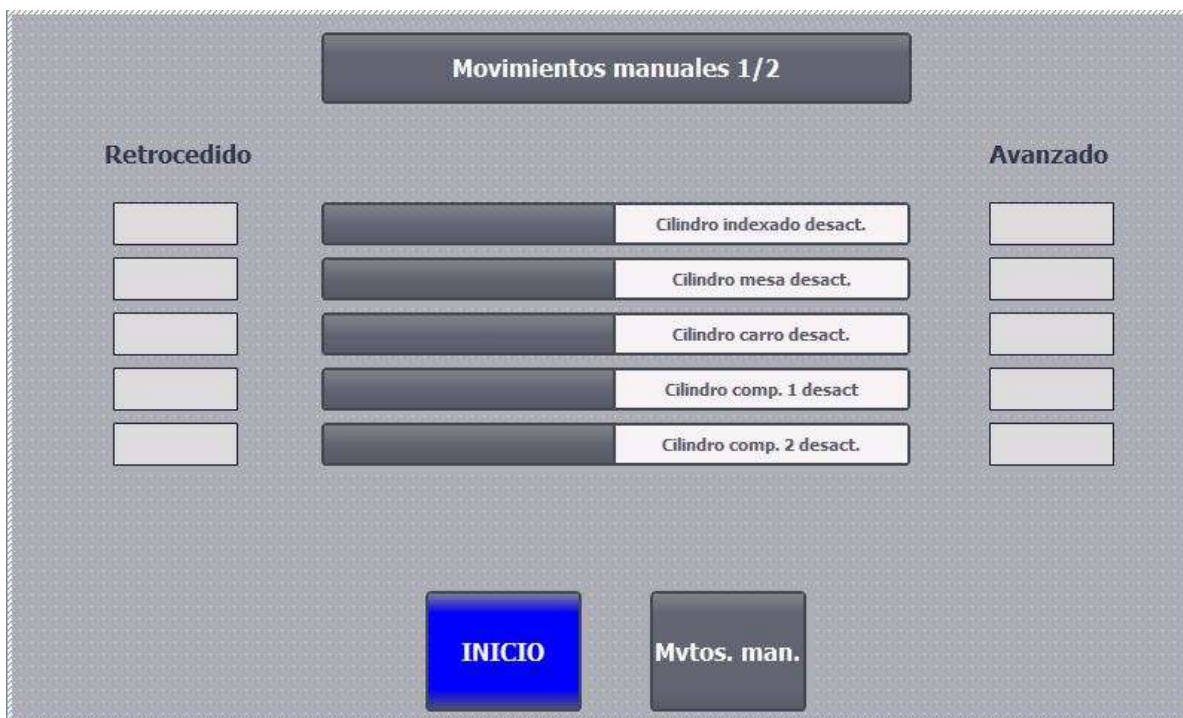 Movimientos manuales 1/2
Retrocedido
Avanzado
Cilindro indexado desact.
Cilindro mesa desact.
Cilindro carro desact.
Cilindro comp. 1 desact
Cilindro comp. 2 desact.
INICIO
Mvtos. man.